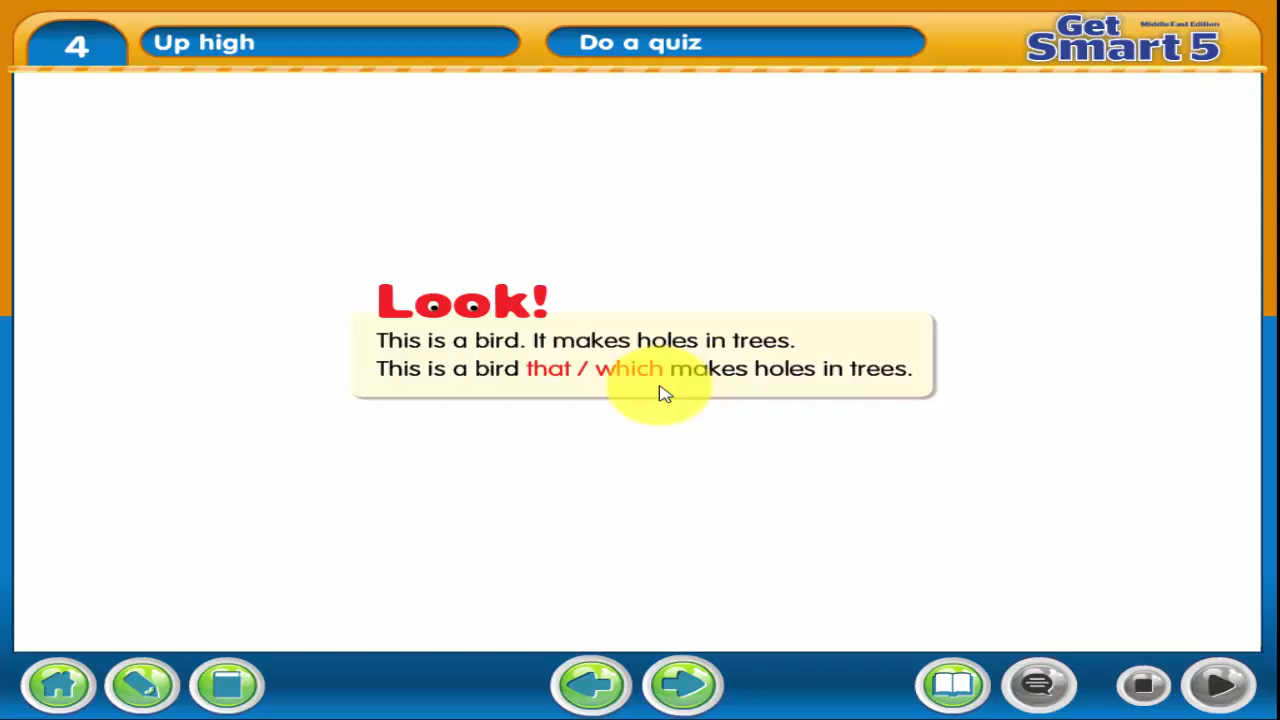 4
Up high
Do a quiz
Get
Middle East Edition
Smart 5
Look!
This is a bird. It makes holes in trees.
This is a bird that / which makes holes in trees.